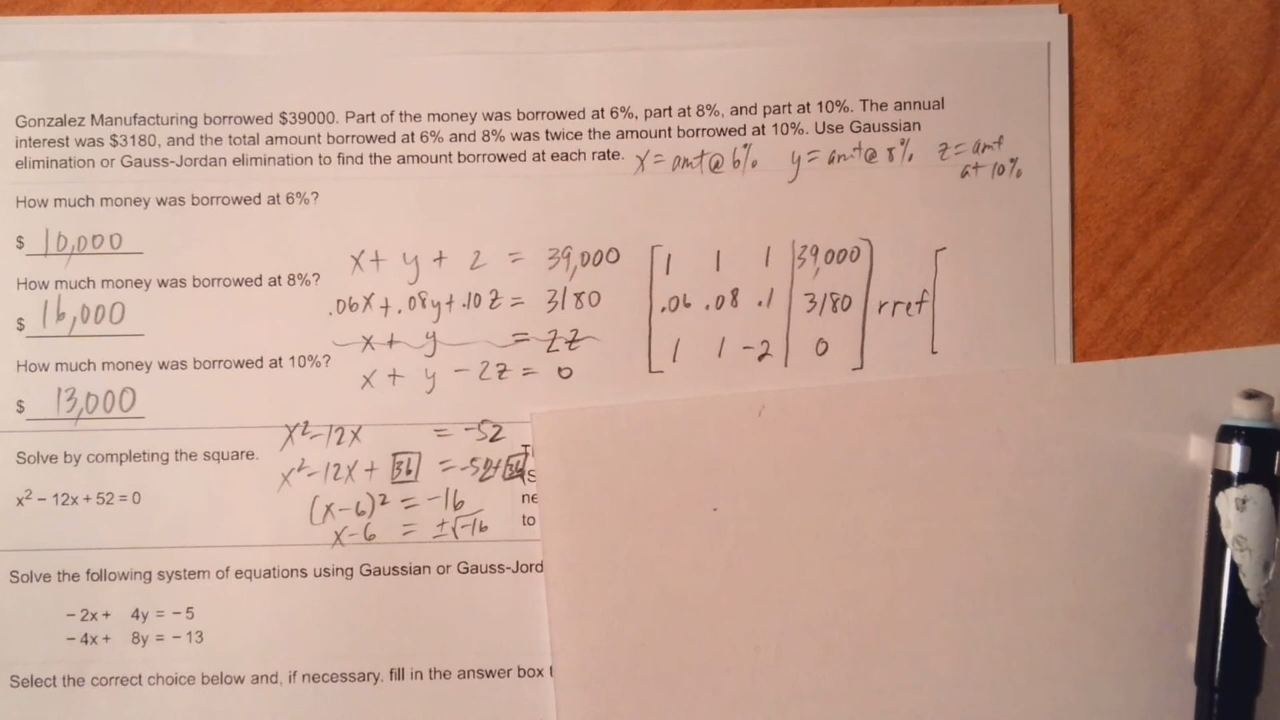 Gonzalez Manufacturing borrowed $39000. Part of the money was borrowed at 6%, part at 8%, and part at 10%. The annual
interest was $3180, and the total amount borrowed at 6% and 8% was twice the amount borrowed at 10%. Use Gaussian
elimination or Gauss-Jordan elimination to find the amount borrowed at each rate. x = amt @ 6% y = amt @ 8% z = amt
at 10%
How much money was borrowed at 6%?
$ 10,000
x + y + z = 39,000 [ 1 1 1 | 39,000 ]
How much money was borrowed at 8%?
.06x + .08y + .10z = 3180 [ .06 .08 .1 | 3180 ] rref [
$ 16,000
x + y = 2z
[ 1 1 -2 | 0 ]
How much money was borrowed at 10%?
x + y - 2z = 0
$ 13,000
x² - 12x = -52
Solve by completing the square.
x² - 12x + 36 = -52 + 36
x² − 12x + 52 = 0
(x - 6)² = -16
ne
x - 6 = ±√-16
to
Solve the following system of equations using Gaussian or Gauss-Jord
− 2x + 4y = − 5
− 4x + 8y = − 13
Select the correct choice below and, if necessary, fill in the answer box t